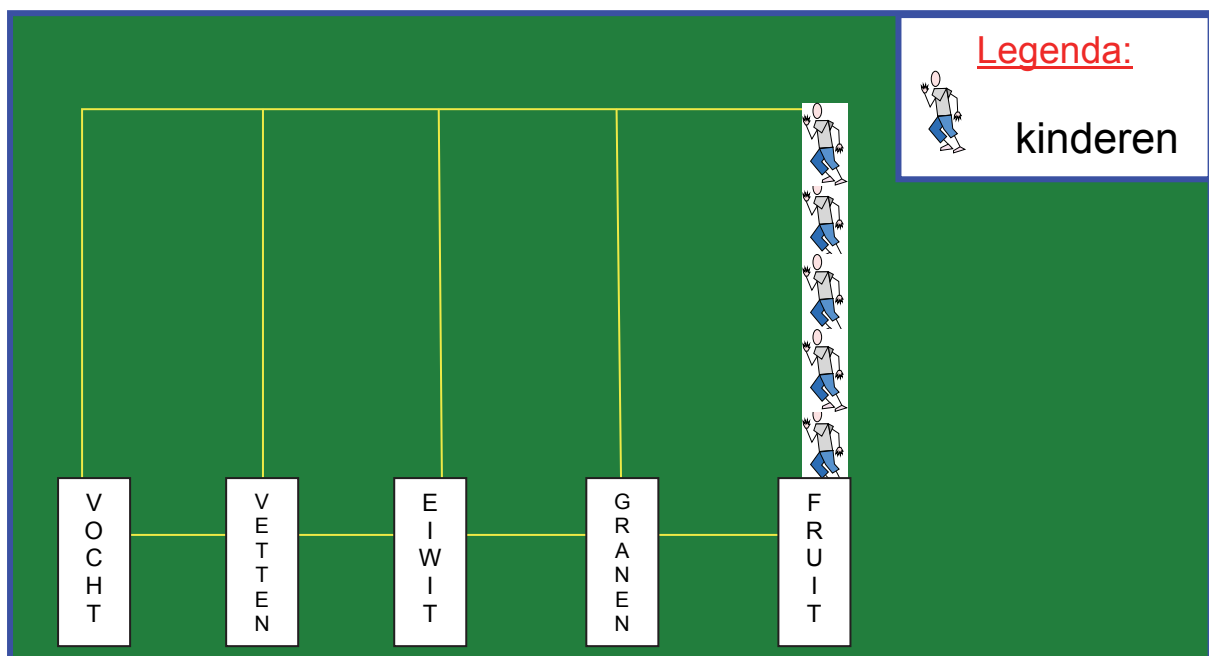 Legenda:
kinderen
VOCHT
VETTEN
EIWIT
GRANEN
FRUIT